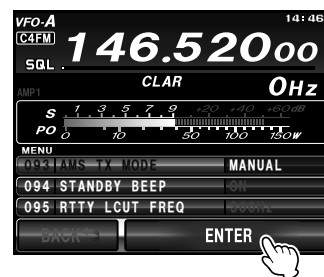 VFO-A
14:46
C4FM
146.52000
SQL
CLAR
0Hz
AMP1
S 1 3 5 7 9 +20 +40 +60dB
PO 0 10 50 100 150W
MENU
093 AMS TX MODE MANUAL
094 STANDBY BEEP ON
095 RTTY LCUT FREQ
BACK
ENTER